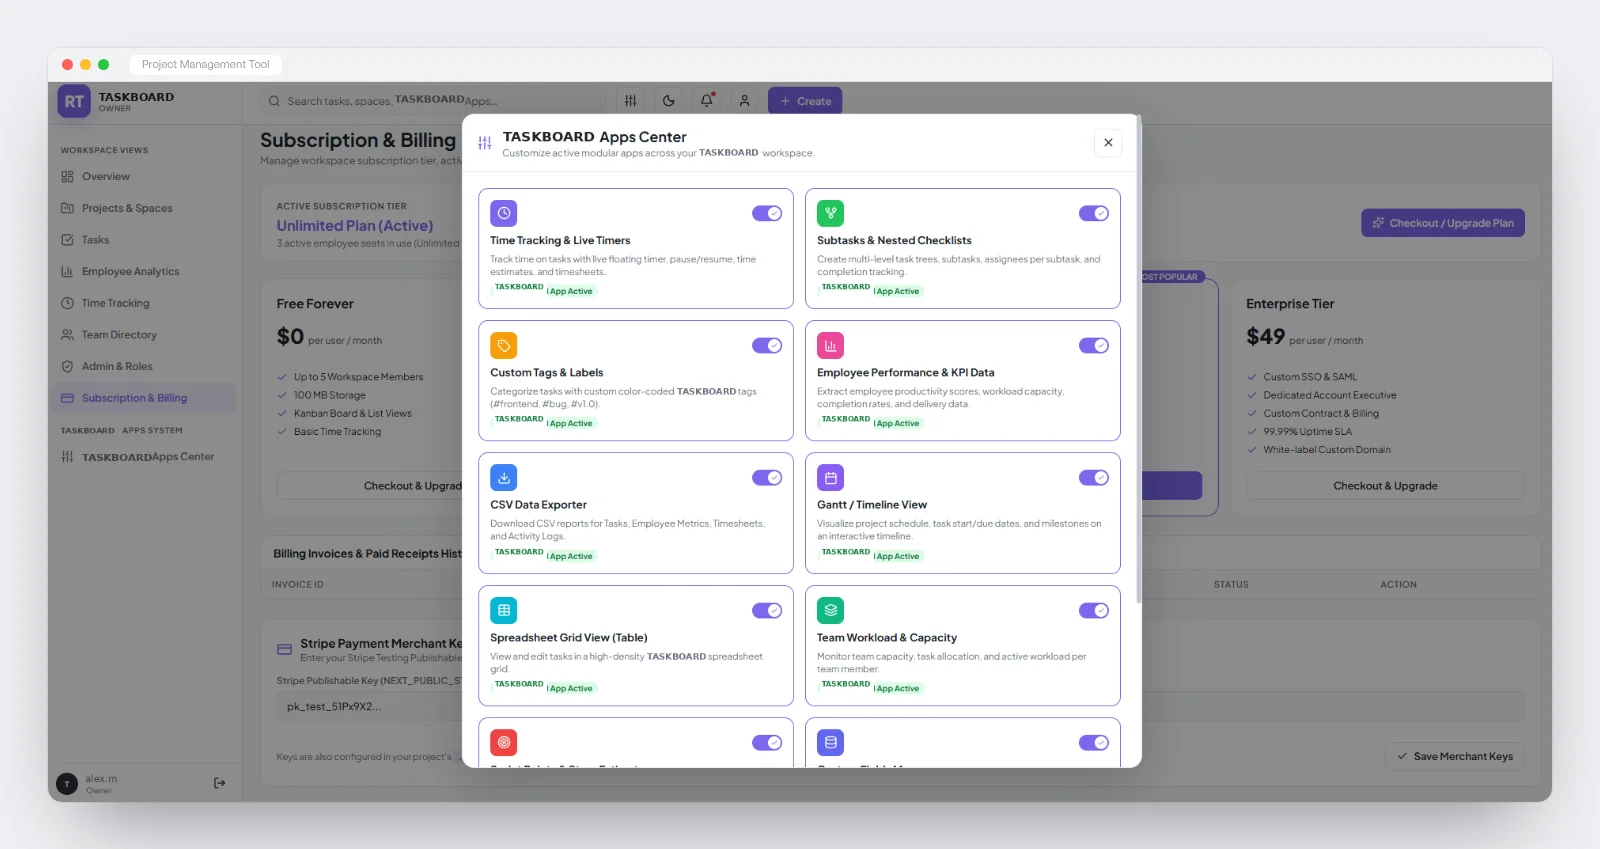 Project Management Tool
RT
TASKBOARD
OWNER
Search tasks, spaces, TASKBOARD Apps...
+ Create
WORKSPACE VIEWS
Overview
Projects & Spaces
Tasks
Employee Analytics
Time Tracking
Team Directory
Admin & Roles
Subscription & Billing
TASKBOARD APPS SYSTEM
TASKBOARD Apps Center
alex.m
Owner
T
Subscription & Billing
Manage workspace subscription tier,
ACTIVE SUBSCRIPTION TIER
Unlimited Plan (Active)
3 active employee seats in use (Unlimited
Checkout / Upgrade Plan
Free Forever
$0 per user / month
Up to 5 Workspace Members
100 MB Storage
Kanban Board & List Views
Basic Time Tracking
Checkout & Upgrad
OST POPULAR
Enterprise Tier
$49 per user / month
Custom SSO & SAML
Dedicated Account Executive
Custom Contract & Billing
99.99% Uptime SLA
White-label Custom Domain
Checkout & Upgrade
Billing Invoices & Paid Receipts Hist
INVOICE ID
STATUS
ACTION
Stripe Payment Merchant Ke
Enter your Stripe Testing Publishable
Stripe Publishable Key (NEXT_PUBLIC_ST
pk_test_51Px9X2...
Keys are also configured in your project's
Save Merchant Keys
TASKBOARD Apps Center
Customize active modular apps across your TASKBOARD workspace.
Time Tracking & Live Timers
Track time on tasks with live floating timer, pause/resume, time
estimates, and timesheets.
TASKBOARD App Active
Subtasks & Nested Checklists
Create multi-level task trees, subtasks, assignees per subtask, and
completion tracking.
TASKBOARD App Active
Custom Tags & Labels
Categorize tasks with custom color-coded TASKBOARD tags
(#frontend, #bug, #v1.0).
TASKBOARD App Active
Employee Performance & KPI Data
Extract employee productivity scores, workload capacity,
completion rates, and delivery data.
TASKBOARD App Active
CSV Data Exporter
Download CSV reports for Tasks, Employee Metrics, Timesheets,
and Activity Logs.
TASKBOARD App Active
Gantt / Timeline View
Visualize project schedule, task start/due dates, and milestones on
an interactive timeline.
TASKBOARD App Active
Spreadsheet Grid View (Table)
View and edit tasks in a high-density TASKBOARD spreadsheet
grid.
TASKBOARD App Active
Team Workload & Capacity
Monitor team capacity, task allocation, and active workload per
team member.
TASKBOARD App Active